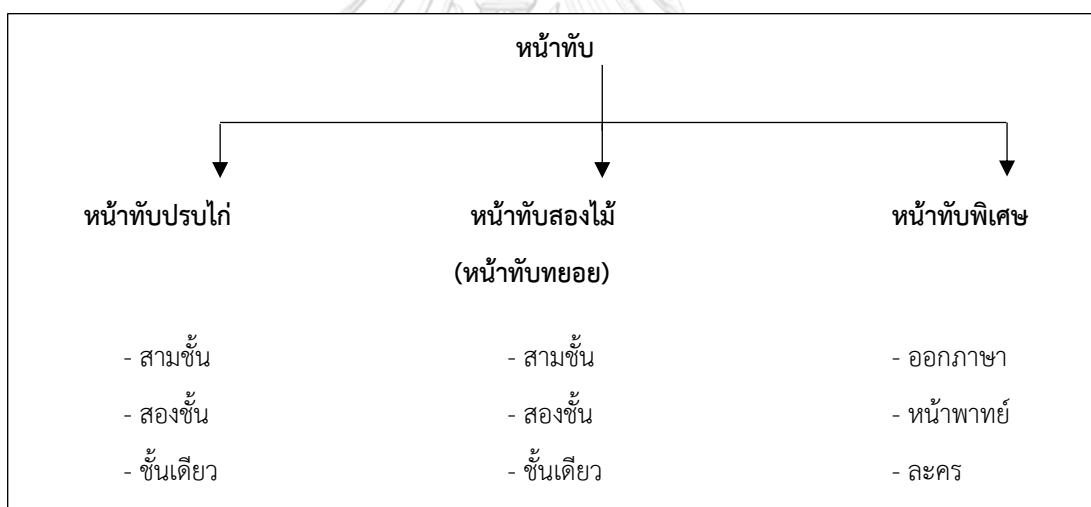 หน้าทับ
หน้าทับปรบไก่ หน้าทับสองไม้ หน้าทับพิเศษ
(หน้าทับทยอย)
- สามชั้น - สามชั้น - ออกภาษา
- สองชั้น - สองชั้น - หน้าพาทย์
- ชั้นเดียว - ชั้นเดียว - ละคร